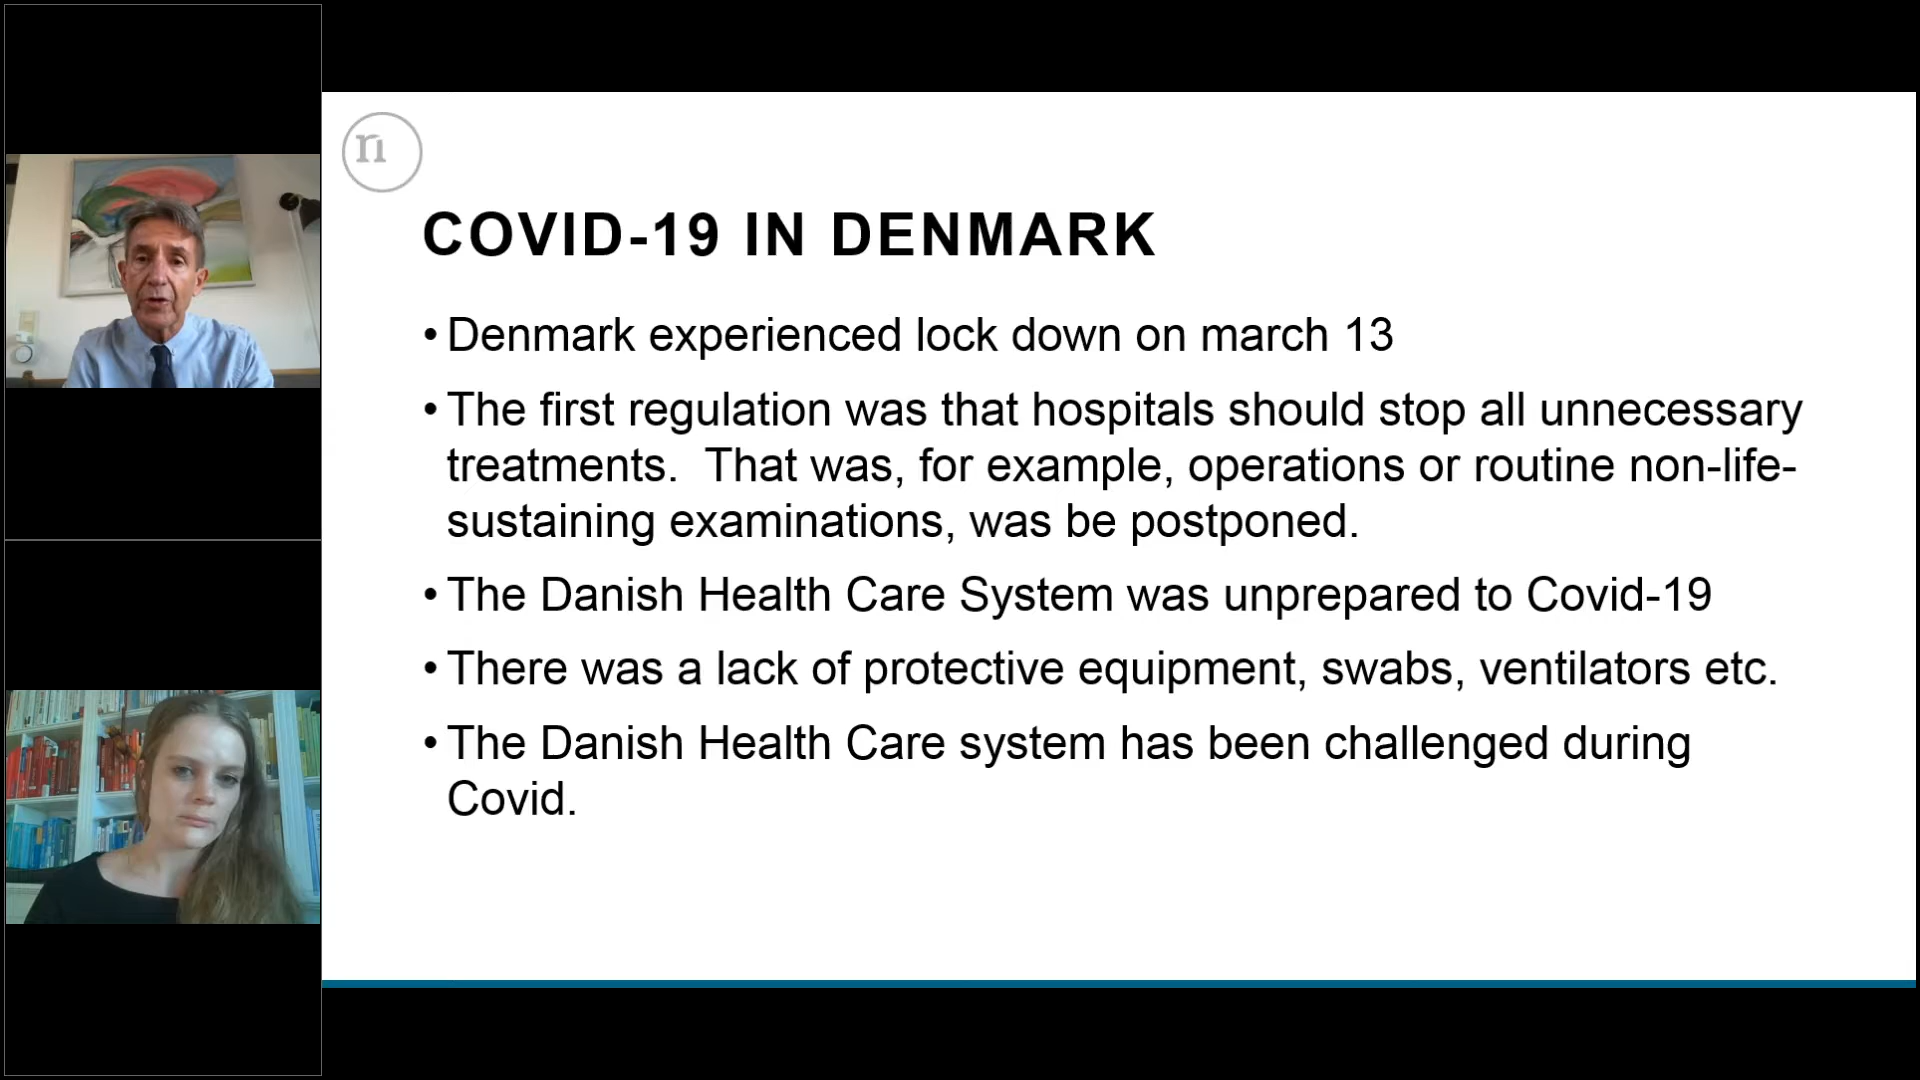 n
COVID-19 IN DENMARK
• Denmark experienced lock down on march 13
• The first regulation was that hospitals should stop all unnecessary
treatments.  That was, for example, operations or routine non-life-
sustaining examinations, was be postponed.
• The Danish Health Care System was unprepared to Covid-19
• There was a lack of protective equipment, swabs, ventilators etc.
• The Danish Health Care system has been challenged during
Covid.